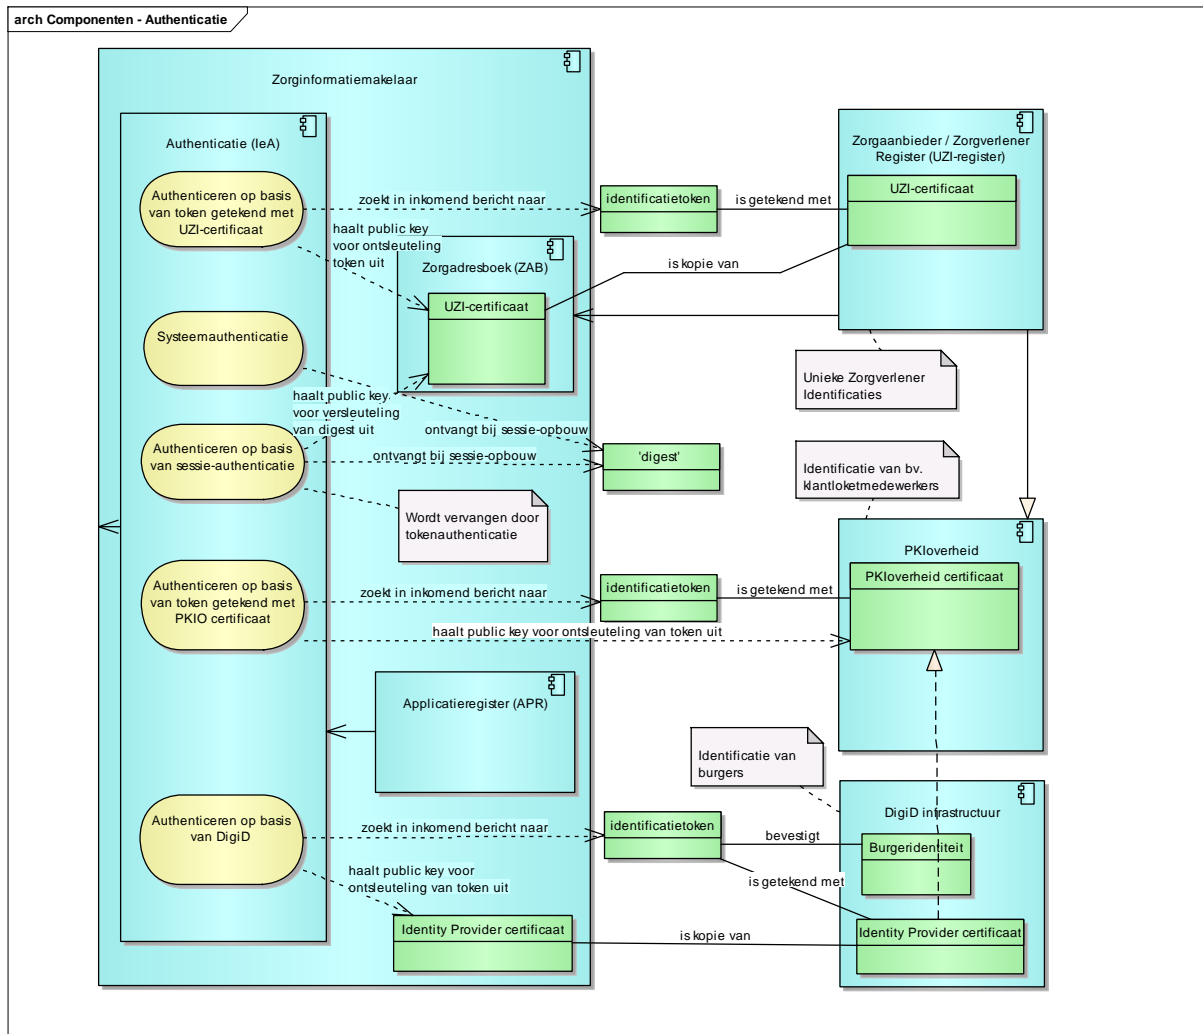 arch Componenten - Authenticatie
Zorginformatiemakelaar
Authenticatie (IeA)
Authenticeren op basis
van token getekend met
UZI-certificaat
zoekt in inkomend bericht naar
identificatietoken
is getekend met
Zorgaanbieder / Zorgverlener
Register (UZI-register)
UZI-certificaat
haalt public key
voor ontsleuteling
token uit
Zorgadresboek (ZAB)
UZI-certificaat
is kopie van
Systeemauthenticatie
Unieke Zorgverlener
Identificaties
haalt public key
voor versleuteling
van digest uit
ontvangt bij sessie-opbouw
Authenticeren op basis
van sessie-authenticatie
ontvangt bij sessie-opbouw
'digest'
Identificatie van bv.
klantloketmedewerkers
Wordt vervangen door
tokenauthenticatie
PKIoverheid
PKIoverheid certificaat
Authenticeren op basis
van token getekend met
PKIO certificaat
zoekt in inkomend bericht naar
identificatietoken
is getekend met
haalt public key voor ontsleuteling van token uit
Applicatieregister (APR)
Identificatie van
burgers
DigiD infrastructuur
Authenticeren op basis
van DigiD
zoekt in inkomend bericht naar
identificatietoken
bevestigt
Burgeridentiteit
is getekend met
haalt public key voor
ontsleuteling van token uit
Identity Provider certificaat
is kopie van
Identity Provider certificaat